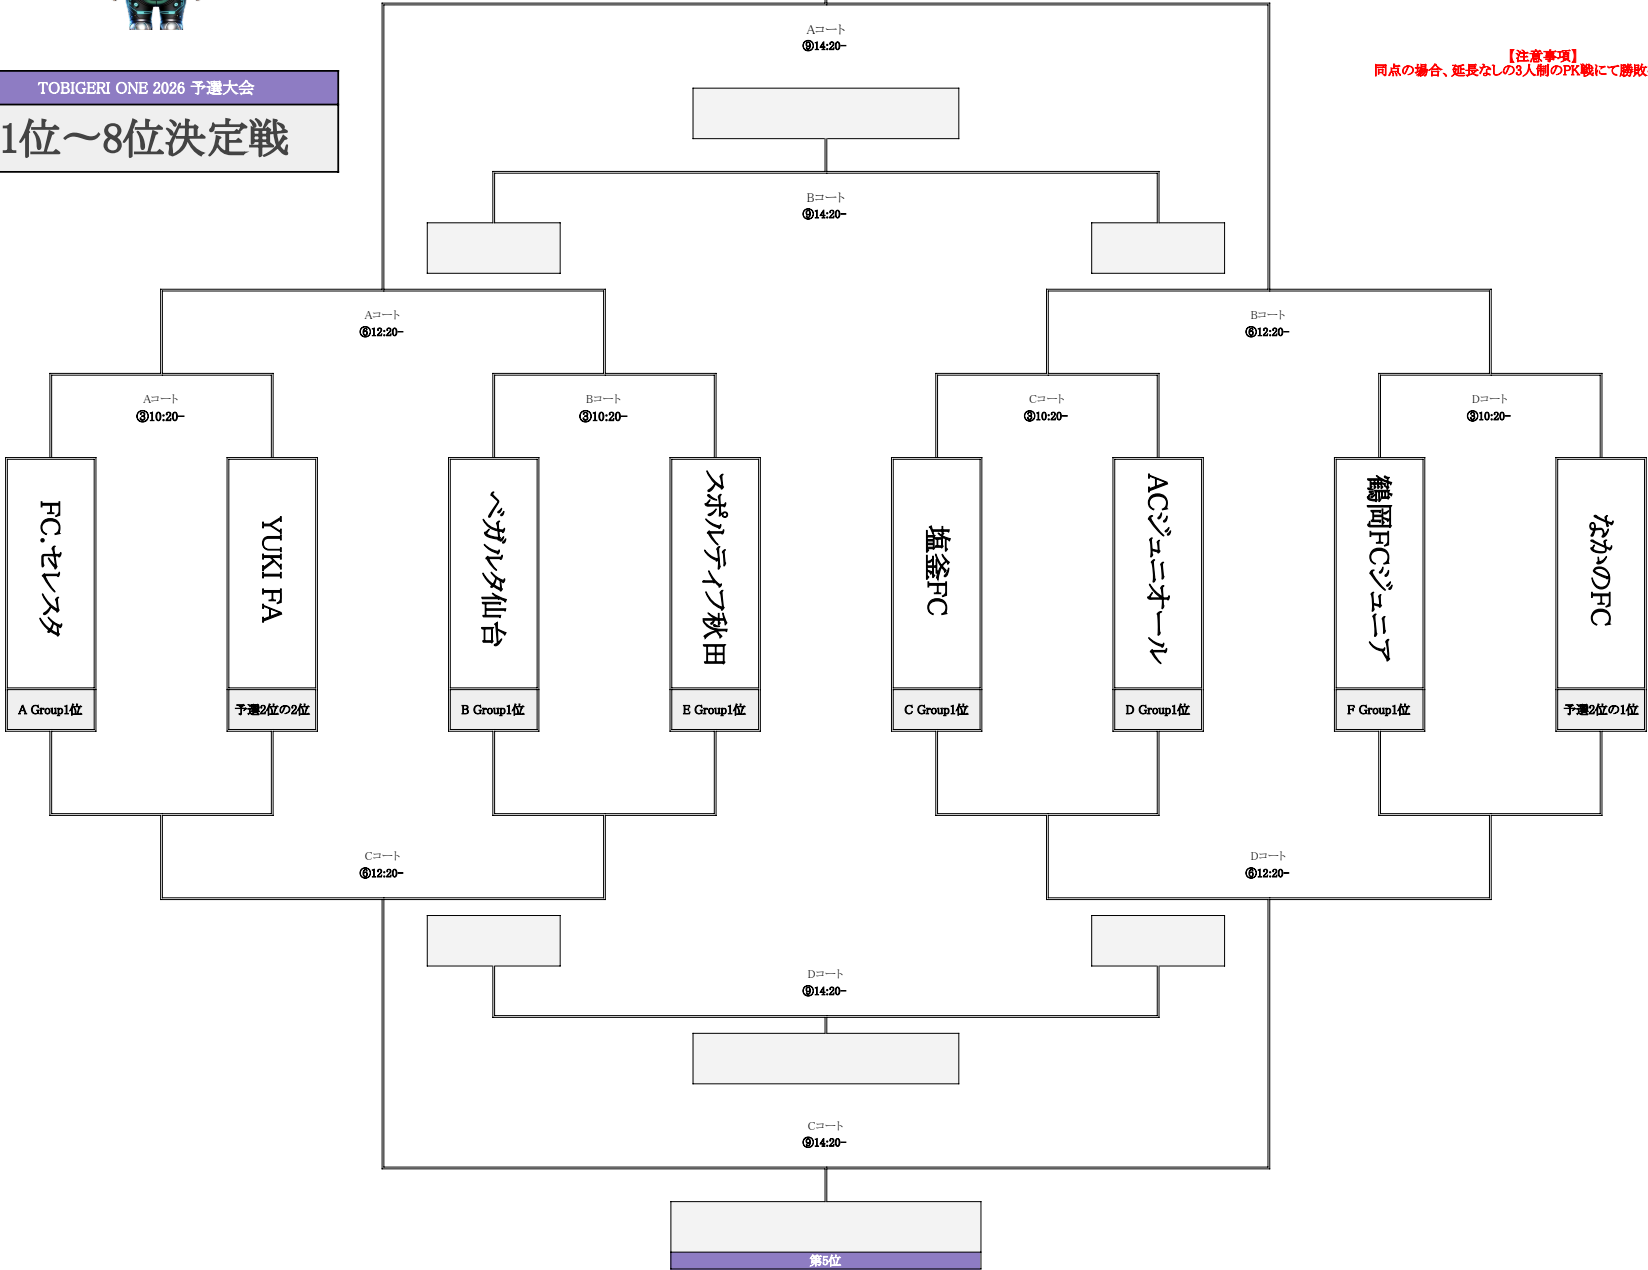 Aコート
⑨14:20-
【注意事項】
同点の場合、延長なしの3人制のPK戦にて勝敗
TOBIGERI ONE 2026 予選大会
1位～8位決定戦
Bコート
⑨14:20-
Aコート
⑥12:20-
Bコート
⑥12:20-
Aコート
③10:20-
Bコート
③10:20-
Cコート
③10:20-
Dコート
③10:20-
FC.セレスタ
YUKI FA
ベガルタ仙台
スポルティフ秋田
塩釜FC
ACジュニオール
鶴岡FCジュニア
なかのFC
A Group1位
予選2位の2位
B Group1位
E Group1位
C Group1位
D Group1位
F Group1位
予選2位の1位
Cコート
⑥12:20-
Dコート
⑥12:20-
Dコート
⑨14:20-
Cコート
⑨14:20-
第5位